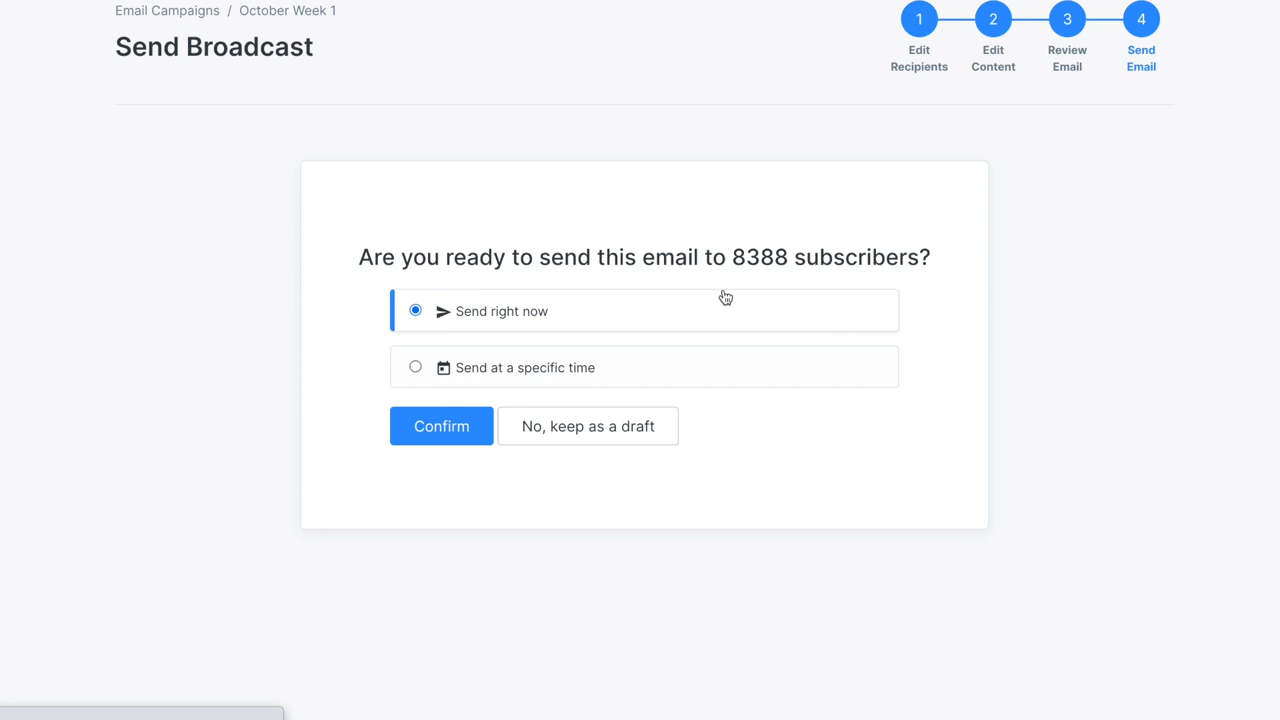 Email Campaigns / October Week 1
Send Broadcast
1 2 3 4
Edit Recipients
Edit Content
Review Email
Send Email
Are you ready to send this email to 8388 subscribers?
Send right now
Send at a specific time
Confirm
No, keep as a draft